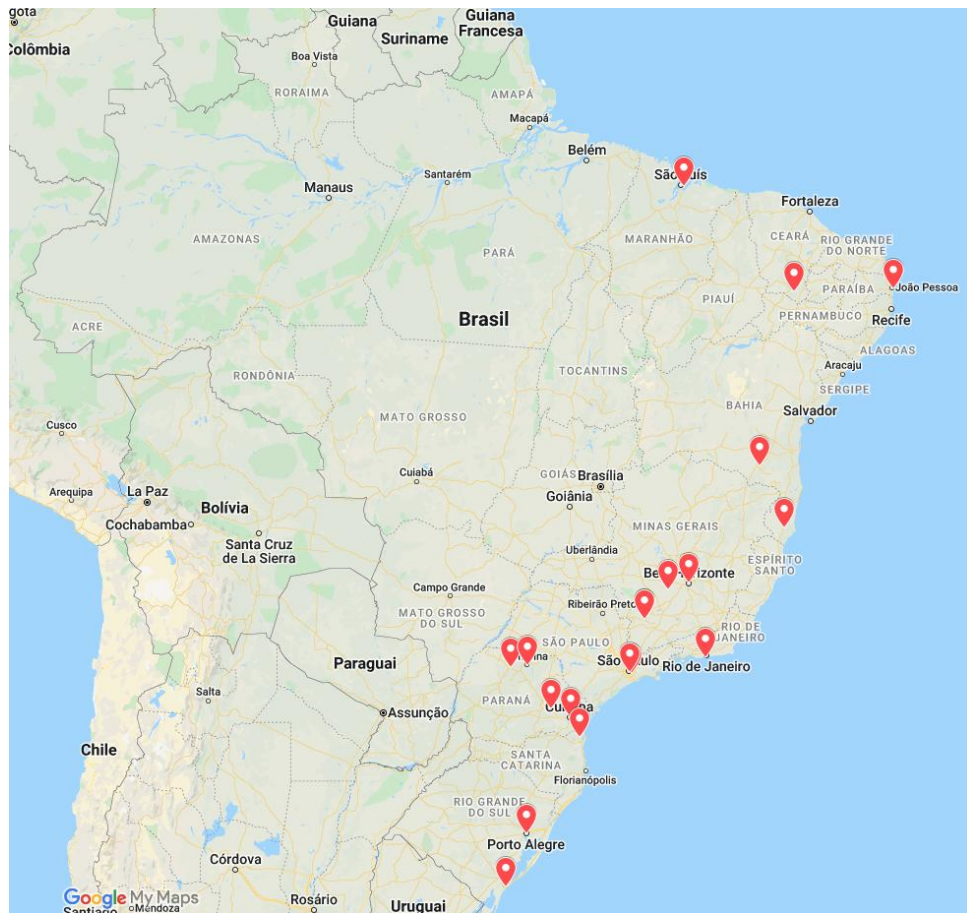 gota
Colômbia
Guiana
Suriname
Guiana
Francesa
Boa Vista
RORAIMA
AMAPÁ
Macapá
Belém
São Luís
Santarém
Manaus
Fortaleza
AMAZONAS
PARÁ
MARANHÃO
CEARÁ
RIO GRANDE
DO NORTE
João Pessoa
PARAÍBA
PIAUÍ
PERNAMBUCO
Recife
Brasil
ACRE
ALAGOAS
Aracaju
SERGIPE
TOCANTINS
RONDÔNIA
MATO GROSSO
BAHIA
Salvador
Cusco
Cuiabá
GOIÁS
Brasília
Goiânia
Arequipa
La Paz
Bolívia
Cochabamba
Santa Cruz
de La Sierra
MINAS GERAIS
Uberlândia
ESPÍRITO
SANTO
Campo Grande
Ribeirão Preto
MATO GROSSO
DO SUL
SÃO PAULO
RIO DE
JANEIRO
São Paulo
Rio de Janeiro
Paraguai
Salta
PARANÁ
Assunção
Chile
SANTA
CATARINA
Florianópolis
RIO GRANDE
DO SUL
Porto Alegre
Córdova
Google My Maps
Santiago
Mendoza
Rosário
Uruguai